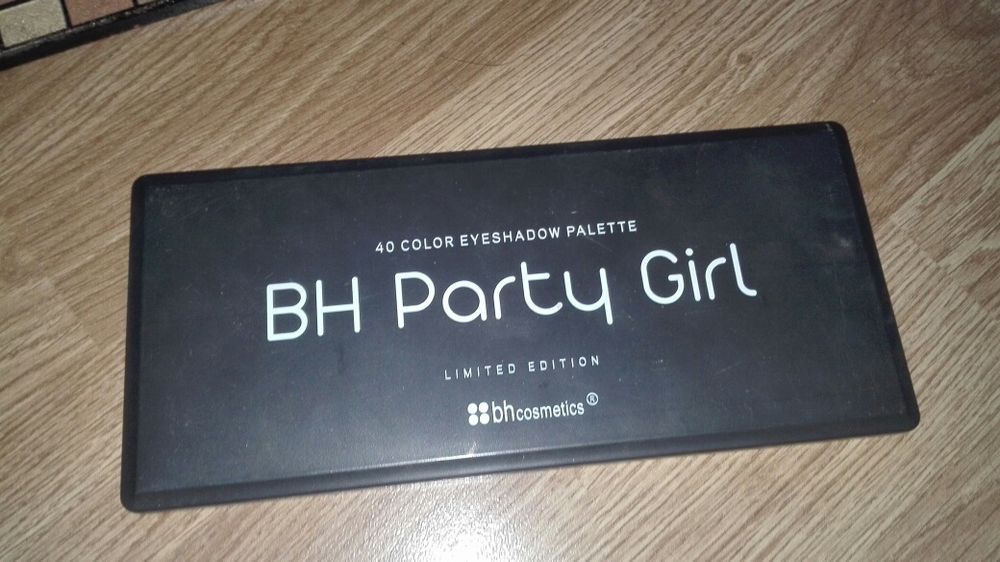 40 COLOR EYESHADOW PALETTE
BH Party Girl
LIMITED EDITION
bhcosmetics®